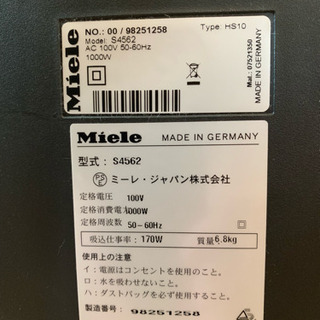 NO.: 00 / 98251258
Type: HS10
Miele
Model: S4562
AC 100V 50-60Hz
1000W
MADE IN GERMANY
Mat.: 07521350
Miele MADE IN GERMANY
型式: S4562
PSE ミーレ・ジャパン株式会社
定格電圧 100V
定格消費電力 1000W
定格周波数 50-60Hz
吸込仕事率: 170W 質量 6.8kg
使用上の注意
イ:電源はコンセントを使用のこと。
ロ:水を吸わせないこと。
ハ:ダストバッグを必ず使用すること。
製造番号: 98251258